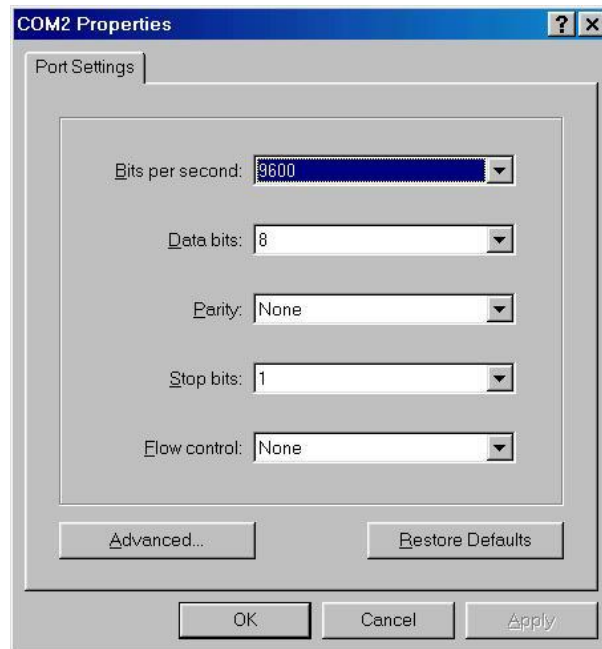 COM2 Properties
Port Settings
Bits per second: 9600
Data bits: 8
Parity: None
Stop bits: 1
Flow control: None
Advanced... Restore Defaults
OK Cancel Apply